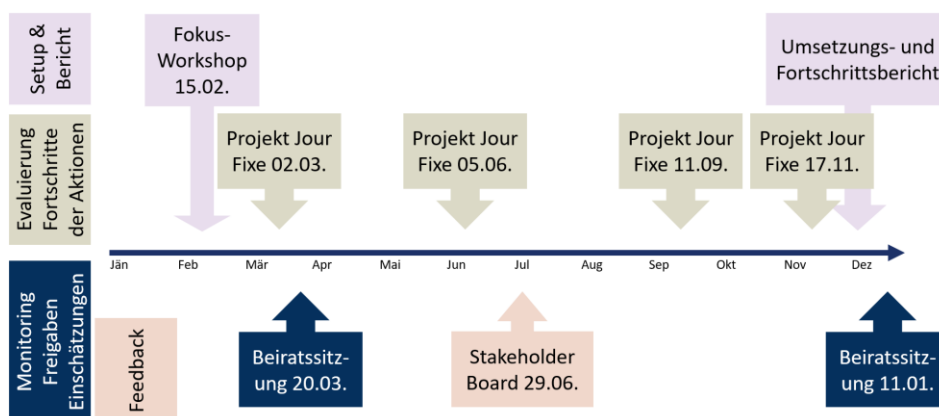 Setup &
Bericht
Fokus-
Workshop
15.02.
Umsetzungs- und
Fortschrittsbericht
Evaluierung
Fortschritte
der Aktionen
Projekt Jour
Fixe 02.03.
Projekt Jour
Fixe 05.06.
Projekt Jour
Fixe 11.09.
Projekt Jour
Fixe 17.11.
Jän Feb Mär Apr Mai Jun Jul Aug Sep Okt Nov Dez
Monitoring
Freigaben
Einschätzungen
Feedback
Beiratssitz-
ung 20.03.
Stakeholder
Board 29.06.
Beiratssitz-
ung 11.01.